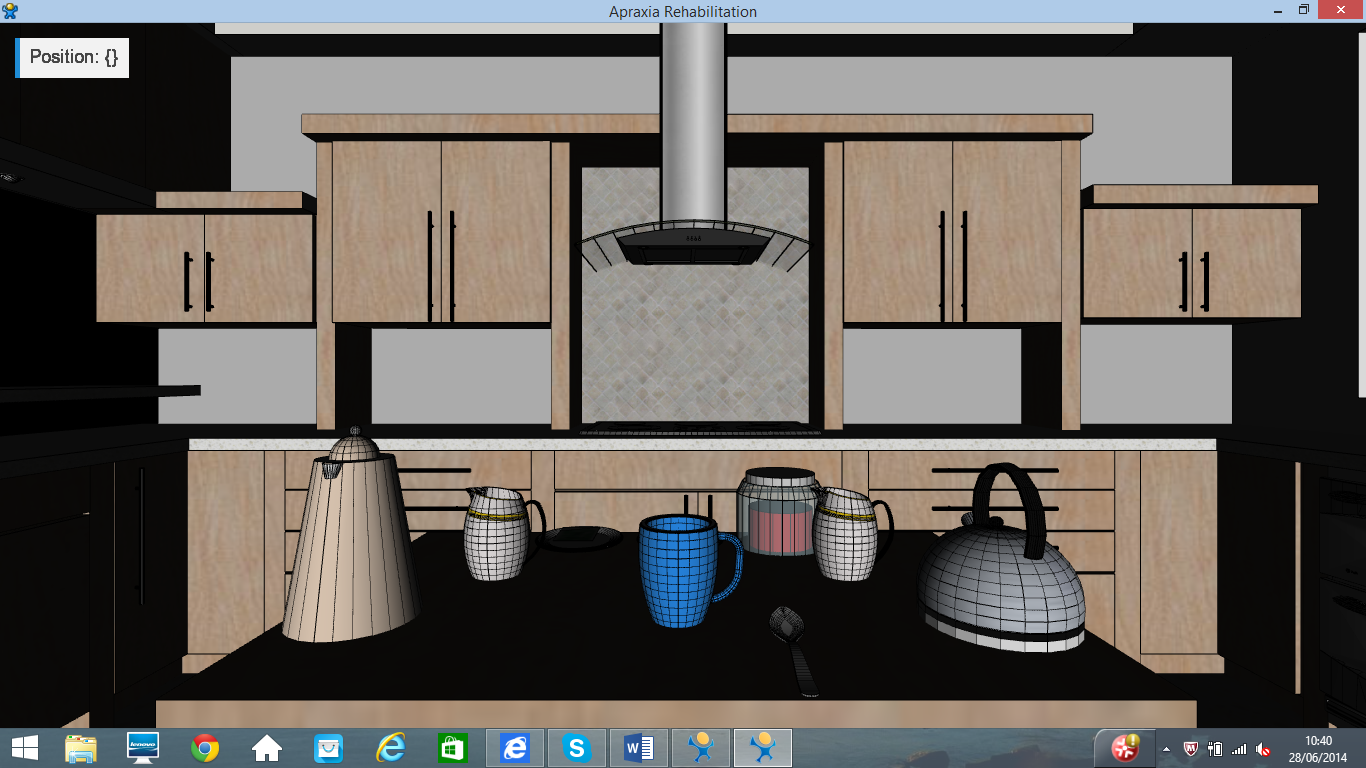 Apraxia Rehabilitation
Position: {}
lenovo
10:40
28/06/2014